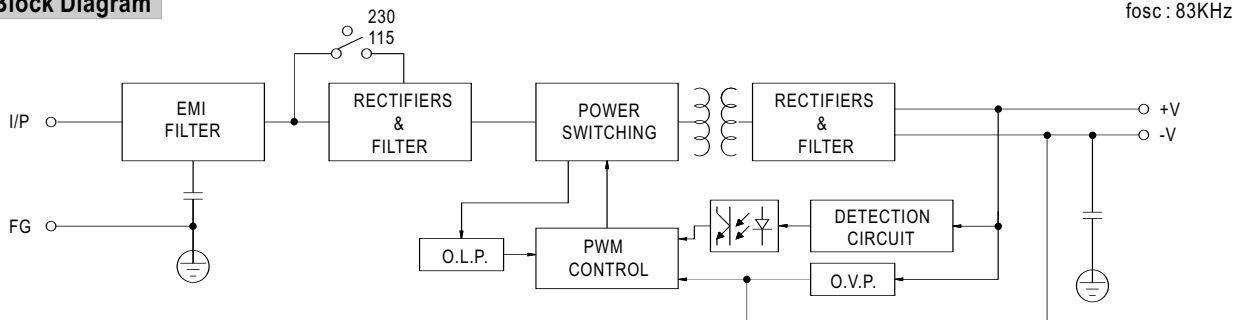 Block Diagram
fosc : 83KHz
230
115
I/P
EMI
FILTER
RECTIFIERS
&
FILTER
POWER
SWITCHING
RECTIFIERS
&
FILTER
+V
-V
FG
O.L.P.
PWM
CONTROL
DETECTION
CIRCUIT
O.V.P.